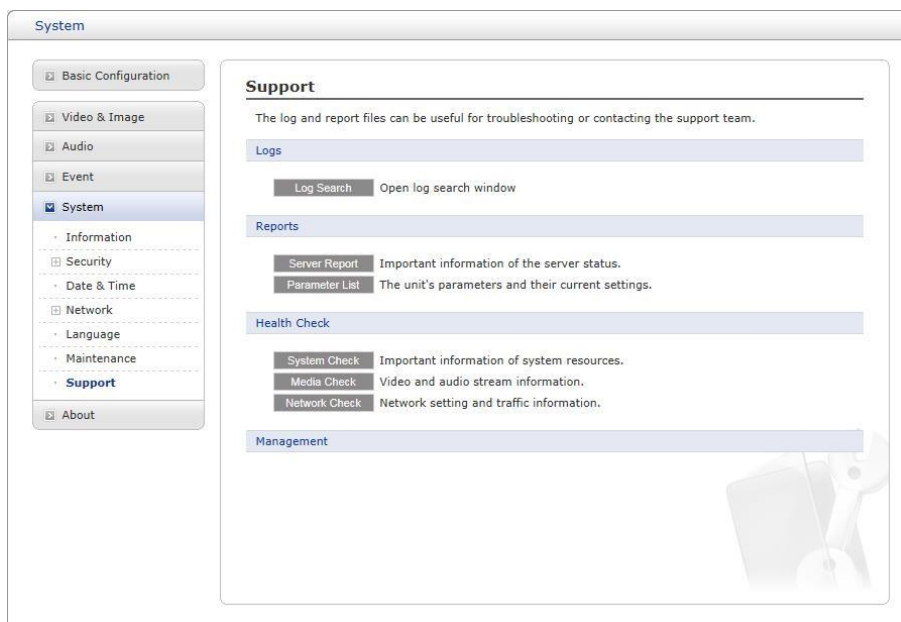 System
Basic Configuration
Video & Image
Audio
Event
System
Information
Security
Date & Time
Network
Language
Maintenance
Support
About
Support
The log and report files can be useful for troubleshooting or contacting the support team.
Logs
Log Search Open log search window
Reports
Server Report Important information of the server status.
Parameter List The unit's parameters and their current settings.
Health Check
System Check Important information of system resources.
Media Check Video and audio stream information.
Network Check Network setting and traffic information.
Management